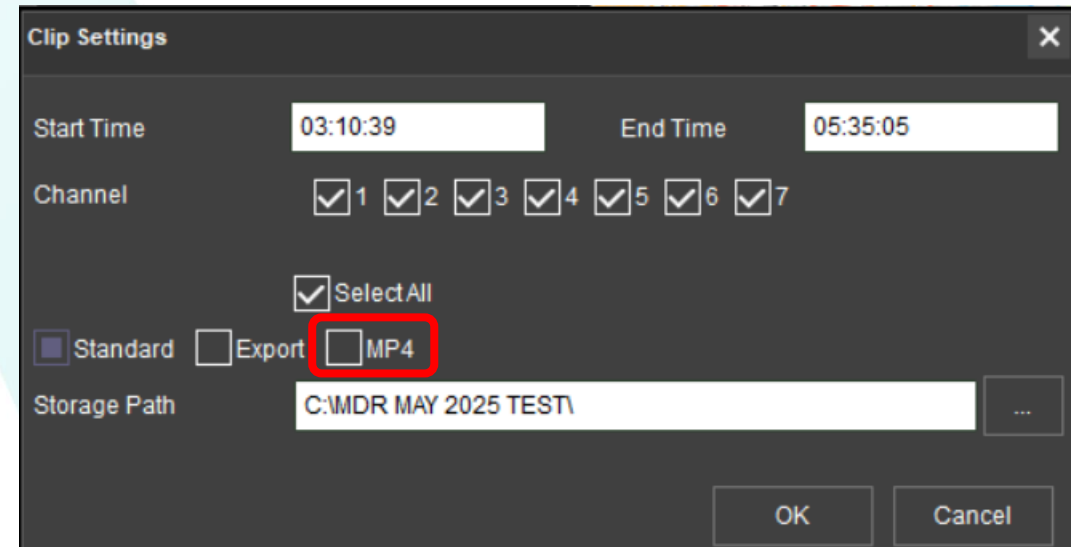 Clip Settings
Start Time 03:10:39 End Time 05:35:05
Channel 1 2 3 4 5 6 7
Select All
Standard Export MP4
Storage Path C:\MDR MAY 2025 TEST\ ...
OK Cancel